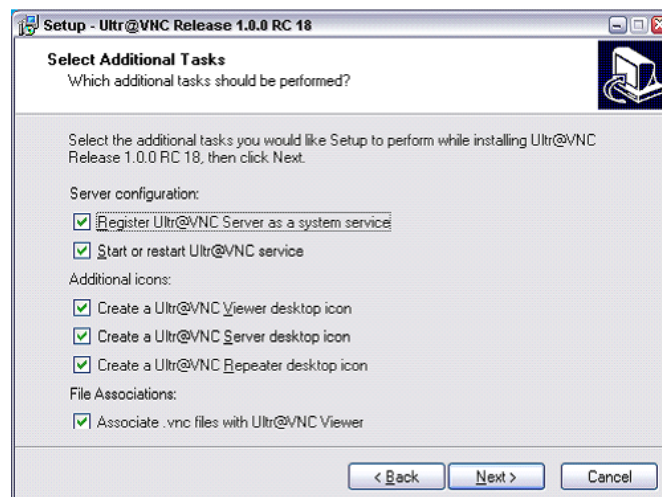 Setup - Ultr@VNC Release 1.0.0 RC 18
Select Additional Tasks
Which additional tasks should be performed?
Select the additional tasks you would like Setup to perform while installing Ultr@VNC
Release 1.0.0 RC 18, then click Next.
Server configuration:
Register Ultr@VNC Server as a system service
Start or restart Ultr@VNC service
Additional icons:
Create a Ultr@VNC Viewer desktop icon
Create a Ultr@VNC Server desktop icon
Create a Ultr@VNC Repeater desktop icon
File Associations:
Associate .vnc files with Ultr@VNC Viewer
< Back Next > Cancel